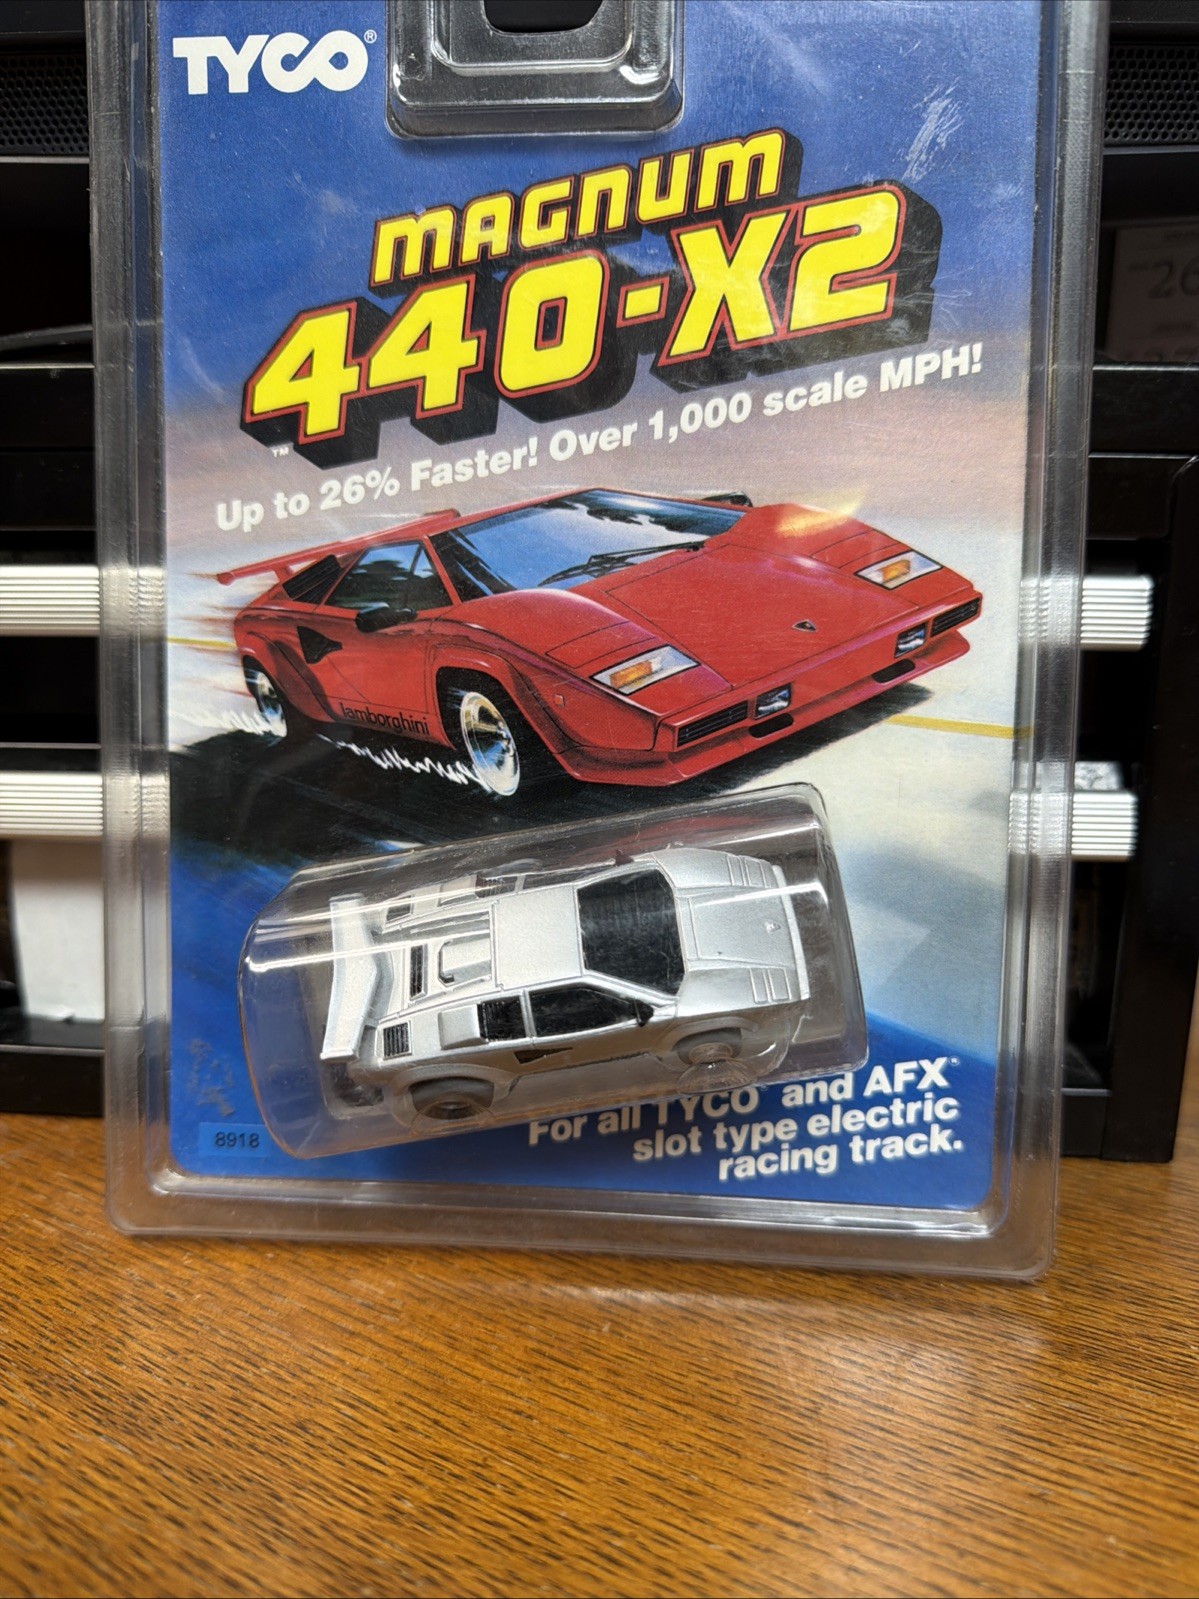 TYCO®
MAGNUM
440-X2
™
Up to 26% Faster! Over 1,000 scale MPH!
lamborghini
For all TYCO® and AFX®
slot type electric
racing track.
8918
26